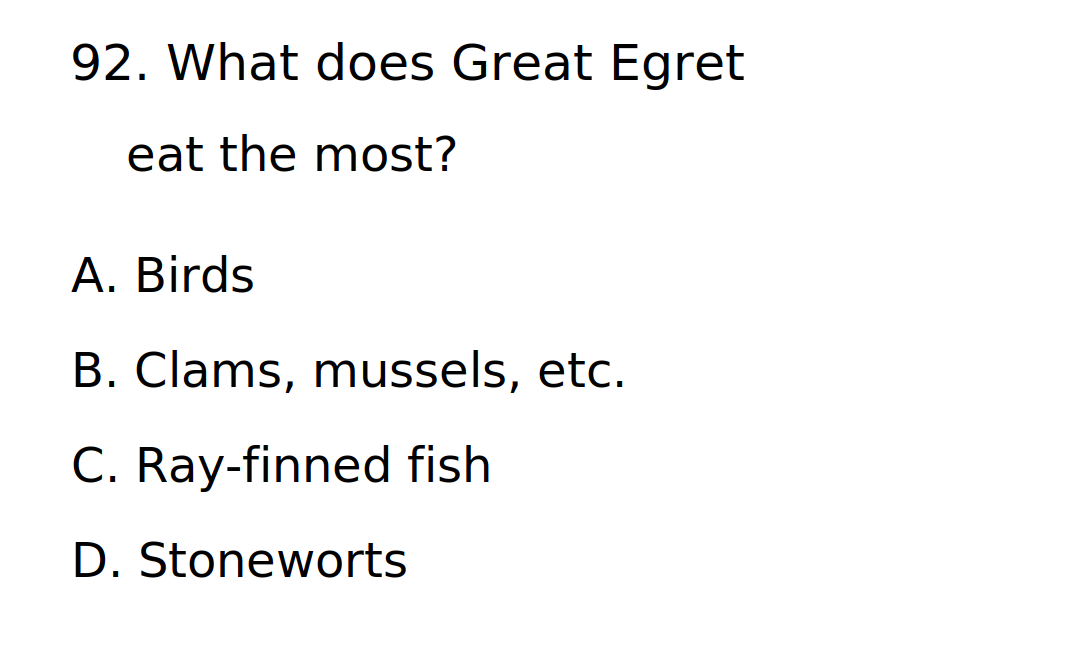 92. What does Great Egret
eat the most?
A. Birds
B. Clams, mussels, etc.
C. Ray-finned fish
D. Stoneworts